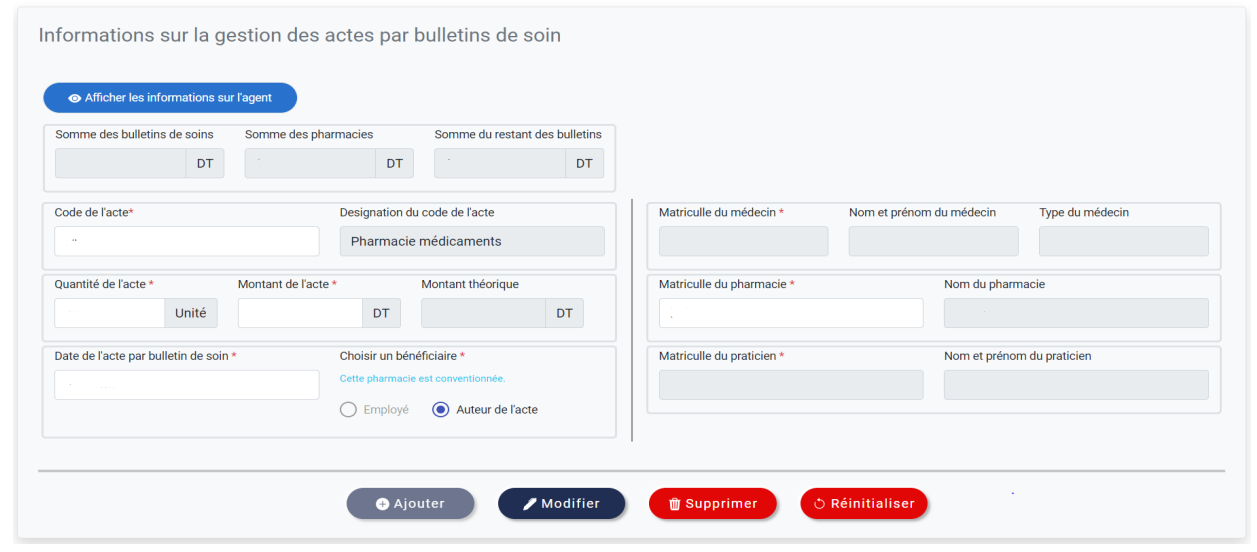 Informations sur la gestion des actes par bulletins de soin
Afficher les informations sur l'agent
Somme des bulletins de soins Somme des pharmacies Somme du restant des bulletins
DT DT DT
Code de l'acte* Designation du code de l'acte
Pharmacie médicaments
Quantité de l'acte * Montant de l'acte * Montant théorique
Unité DT DT
Date de l'acte par bulletin de soin * Choisir un bénéficiaire *
Cette pharmacie est conventionnée.
Employé Auteur de l'acte
Matriculle du médecin * Nom et prénom du médecin Type du médecin
Matriculle du pharmacie * Nom du pharmacie
Matriculle du praticien * Nom et prénom du praticien
Ajouter Modifier Supprimer Réinitialiser